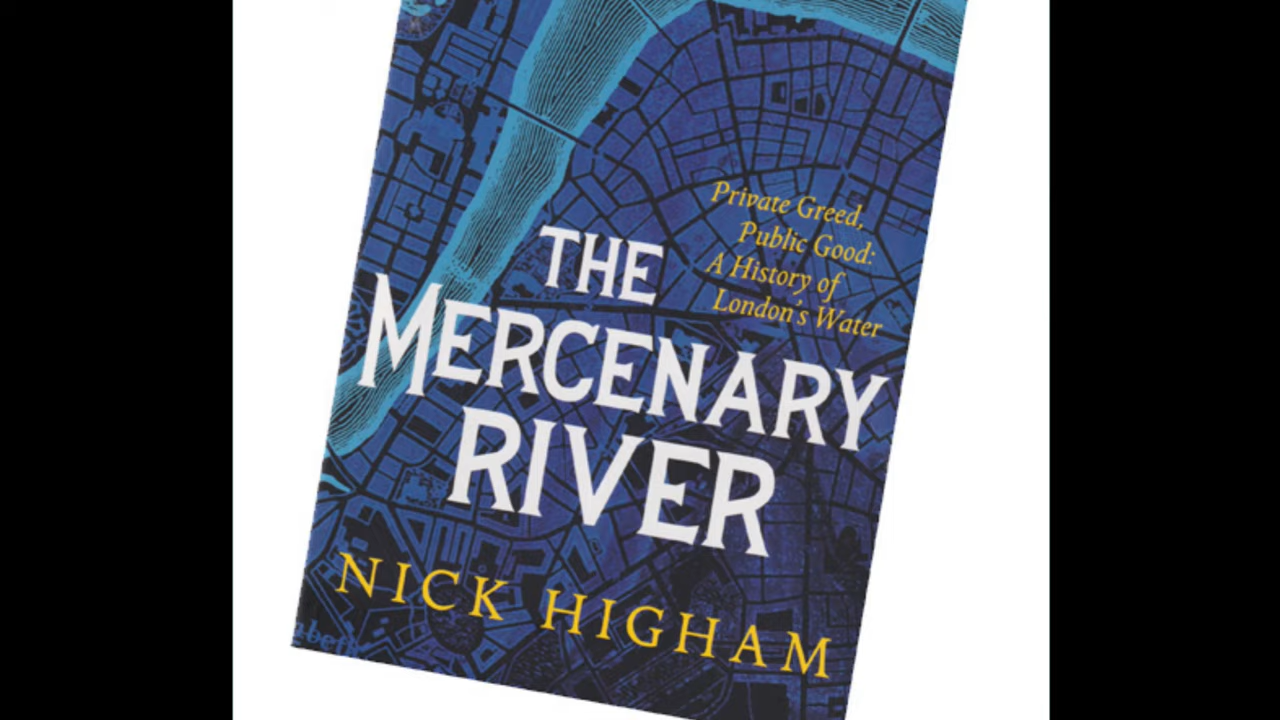 Private Greed,
Public Good:
A History of
London's Water
THE
MERCENARY
RIVER
NICK HIGHAM